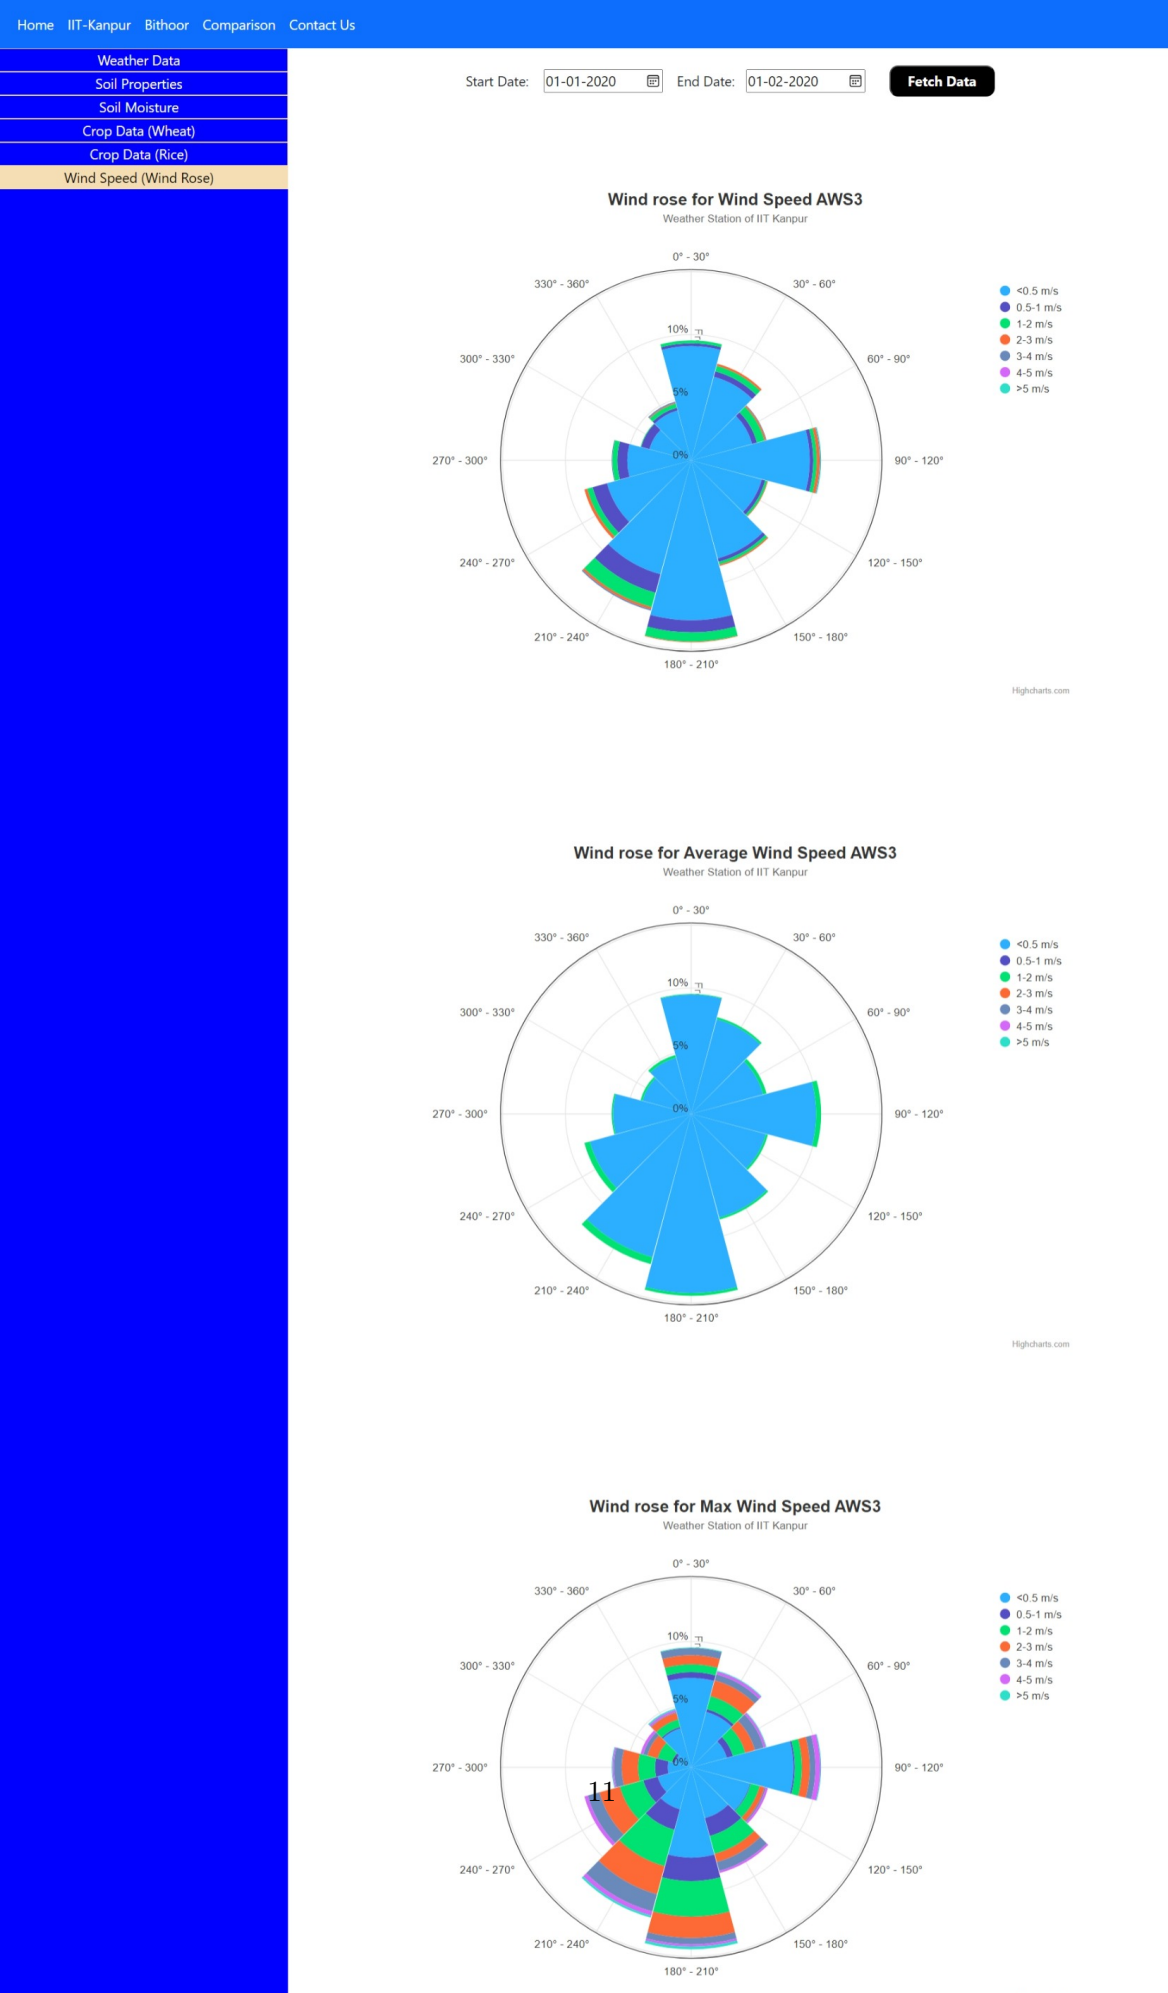 Home IIT-Kanpur Bithoor Comparison Contact Us
Weather Data
Soil Properties
Soil Moisture
Crop Data (Wheat)
Crop Data (Rice)
Wind Speed (Wind Rose)
Start Date: 01-01-2020 End Date: 01-02-2020 Fetch Data
Wind rose for Wind Speed AWS3
Weather Station of IIT Kanpur
0° - 30°
30° - 60°
60° - 90°
90° - 120°
120° - 150°
150° - 180°
180° - 210°
210° - 240°
240° - 270°
270° - 300°
300° - 330°
330° - 360°
10%
5%
0%
<0.5 m/s
0.5-1 m/s
1-2 m/s
2-3 m/s
3-4 m/s
4-5 m/s
>5 m/s
Highcharts.com
Wind rose for Average Wind Speed AWS3
Weather Station of IIT Kanpur
0° - 30°
30° - 60°
60° - 90°
90° - 120°
120° - 150°
150° - 180°
180° - 210°
210° - 240°
240° - 270°
270° - 300°
300° - 330°
330° - 360°
10%
5%
0%
<0.5 m/s
0.5-1 m/s
1-2 m/s
2-3 m/s
3-4 m/s
4-5 m/s
>5 m/s
Highcharts.com
Wind rose for Max Wind Speed AWS3
Weather Station of IIT Kanpur
0° - 30°
30° - 60°
60° - 90°
90° - 120°
120° - 150°
150° - 180°
180° - 210°
210° - 240°
240° - 270°
270° - 300°
300° - 330°
330° - 360°
10%
5%
0%
<0.5 m/s
0.5-1 m/s
1-2 m/s
2-3 m/s
3-4 m/s
4-5 m/s
>5 m/s
11